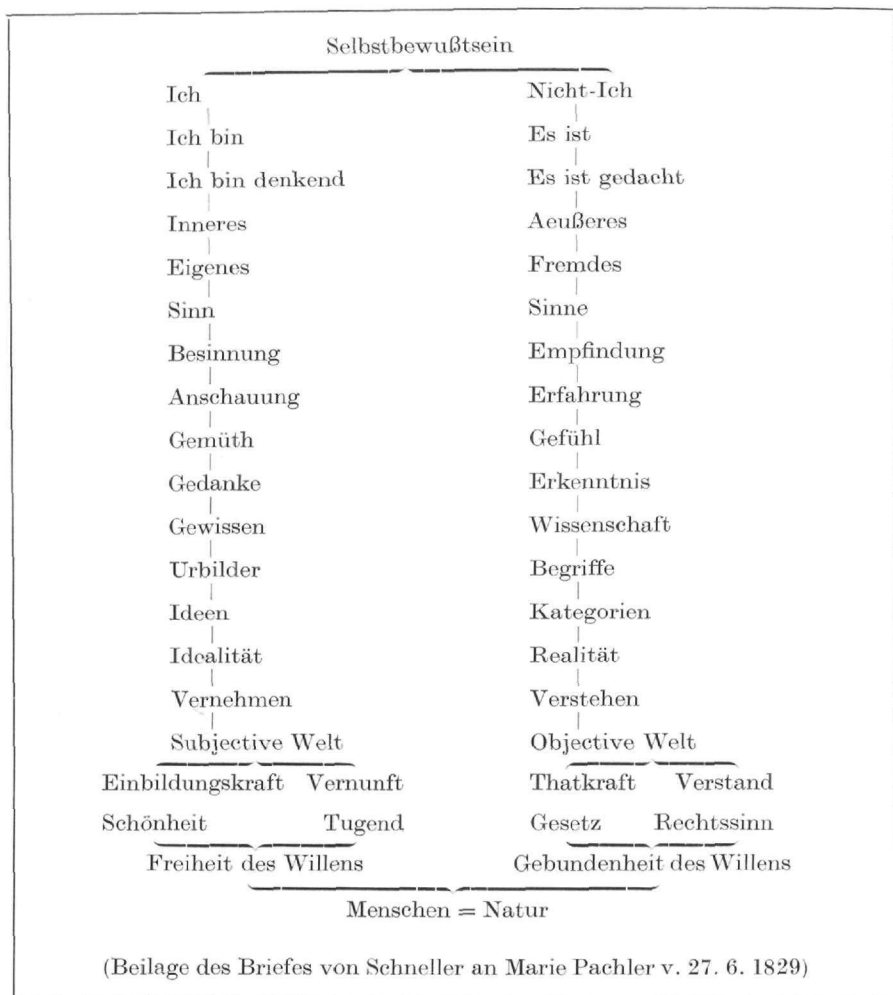 Selbstbewußtsein
Ich Nicht-Ich
Ich bin Es ist
Ich bin denkend Es ist gedacht
Inneres Aeußeres
Eigenes Fremdes
Sinn Sinne
Besinnung Empfindung
Anschauung Erfahrung
Gemüth Gefühl
Gedanke Erkenntnis
Gewissen Wissenschaft
Urbilder Begriffe
Ideen Kategorien
Idealität Realität
Vernehmen Verstehen
Subjective Welt Objective Welt
Einbildungskraft Vernunft Thatkraft Verstand
Schönheit Tugend Gesetz Rechtssinn
Freiheit des Willens Gebundenheit des Willens
Menschen = Natur
(Beilage des Briefes von Schneller an Marie Pachler v. 27. 6. 1829)